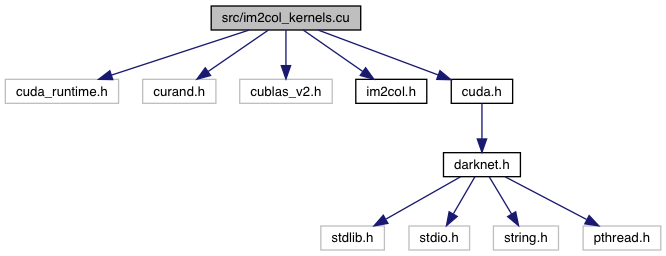 src/im2col_kernels.cu
cuda_runtime.h
curand.h
cublas_v2.h
im2col.h
cuda.h
darknet.h
stdlib.h
stdio.h
string.h
pthread.h